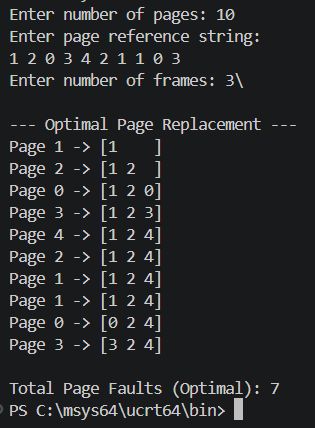 Enter number of pages: 10
Enter page reference string:
1 2 0 3 4 2 1 1 0 3
Enter number of frames: 3\

--- Optimal Page Replacement ---
Page 1 -> [1    ]
Page 2 -> [1 2  ]
Page 0 -> [1 2 0]
Page 3 -> [1 2 3]
Page 4 -> [1 2 4]
Page 2 -> [1 2 4]
Page 1 -> [1 2 4]
Page 1 -> [1 2 4]
Page 0 -> [0 2 4]
Page 3 -> [3 2 4]

Total Page Faults (Optimal): 7
PS C:\msys64\ucrt64\bin>